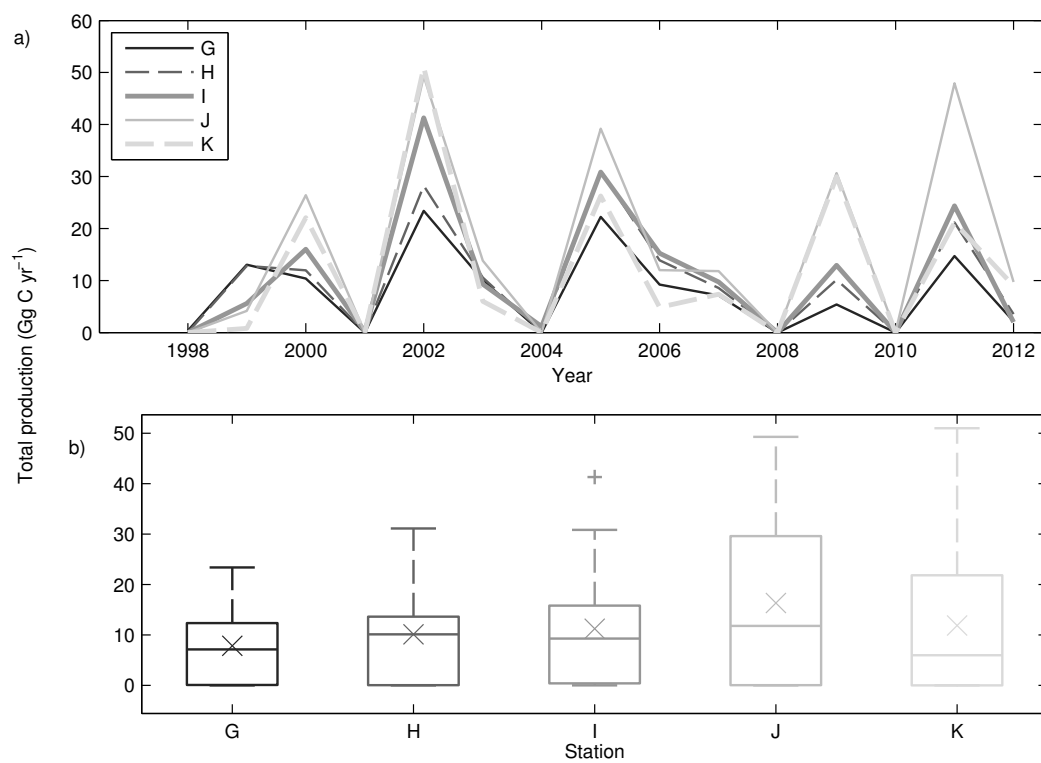 a)
Total production (Gg C yr⁻¹)
60
50
40
30
20
10
0
G
H
I
J
K
1998 2000 2002 2004 2006 2008 2010 2012
Year
b)
50
40
30
20
10
0
G H I J K
Station